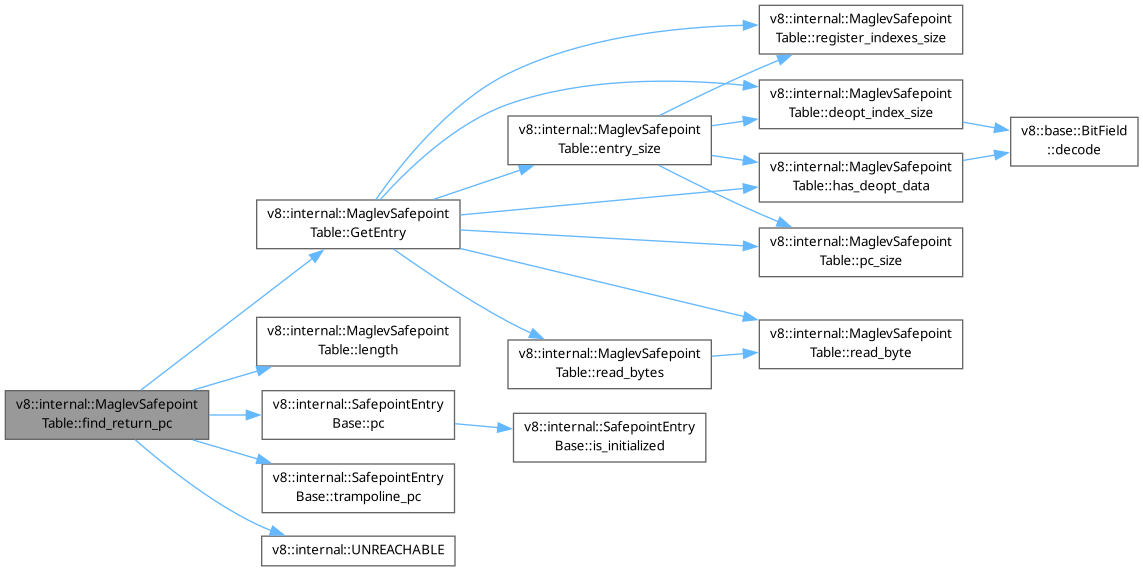 v8::internal::MaglevSafepoint
Table::find_return_pc
v8::internal::MaglevSafepoint
Table::GetEntry
v8::internal::MaglevSafepoint
Table::length
v8::internal::SafepointEntry
Base::pc
v8::internal::SafepointEntry
Base::trampoline_pc
v8::internal::UNREACHABLE
v8::internal::MaglevSafepoint
Table::entry_size
v8::internal::MaglevSafepoint
Table::read_bytes
v8::internal::SafepointEntry
Base::is_initialized
v8::internal::MaglevSafepoint
Table::register_indexes_size
v8::internal::MaglevSafepoint
Table::deopt_index_size
v8::internal::MaglevSafepoint
Table::has_deopt_data
v8::internal::MaglevSafepoint
Table::pc_size
v8::internal::MaglevSafepoint
Table::read_byte
v8::base::BitField
::decode